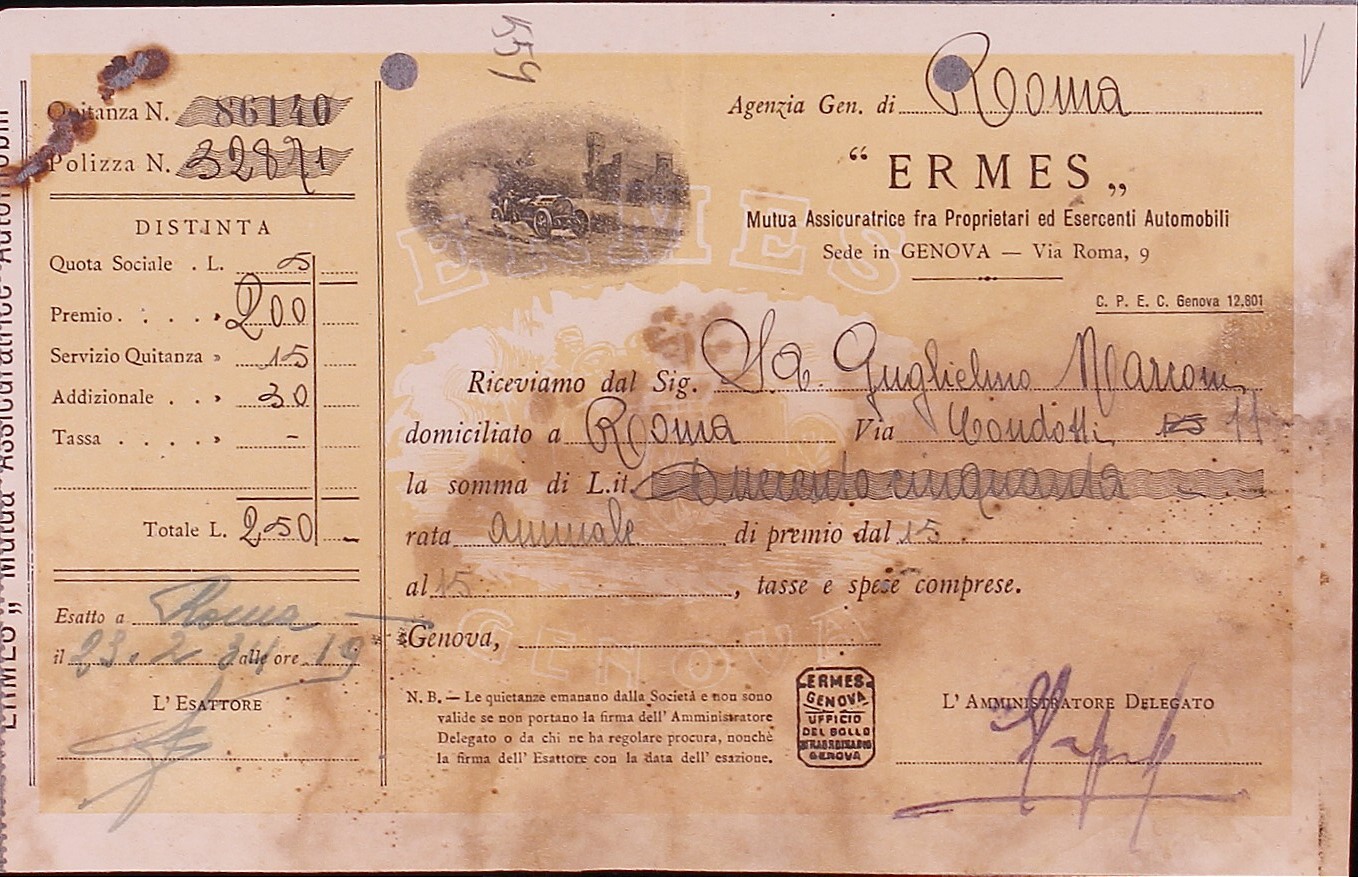 559
Quitanza N. 86140
Polizza N. 32871
DISTINTA
Quota Sociale . L. 5
Premio . . . . . » 200
Servizio Quitanza » 15
Addizionale . . . » 30
Tassa . . . . . » -
Totale L. 250
Esatto a Roma
il 23.2 34 alle ore 19
L' ESATTORE
Agenzia Gen. di Roma
“ ERMES „
Mutua Assicuratrice fra Proprietari ed Esercenti Automobili
Sede in GENOVA — Via Roma, 9
C. P. E. C. Genova 12.801
ERMES
Riceviamo dal Sig. Guglielmo Marconi
domiciliato a Roma Via Condotti 11
la somma di L.it. Duecento cinquanta
rata annuale di premio dal 15
al 15 , tasse e spese comprese.
Genova,
GENOVA
N. B. — Le quietanze emanano dalla Società e non sono
valide se non portano la firma dell' Amministratore
Delegato o da chi ne ha regolare procura, nonchè
la firma dell' Esattore con la data dell' esazione.
ERMES
GENOVA
UFFICIO
DEL BOLLO
STRAORDINARIO
GENOVA
L' AMMINISTRATORE DELEGATO
ERMES „ Mutua Assicuratrice Automobili